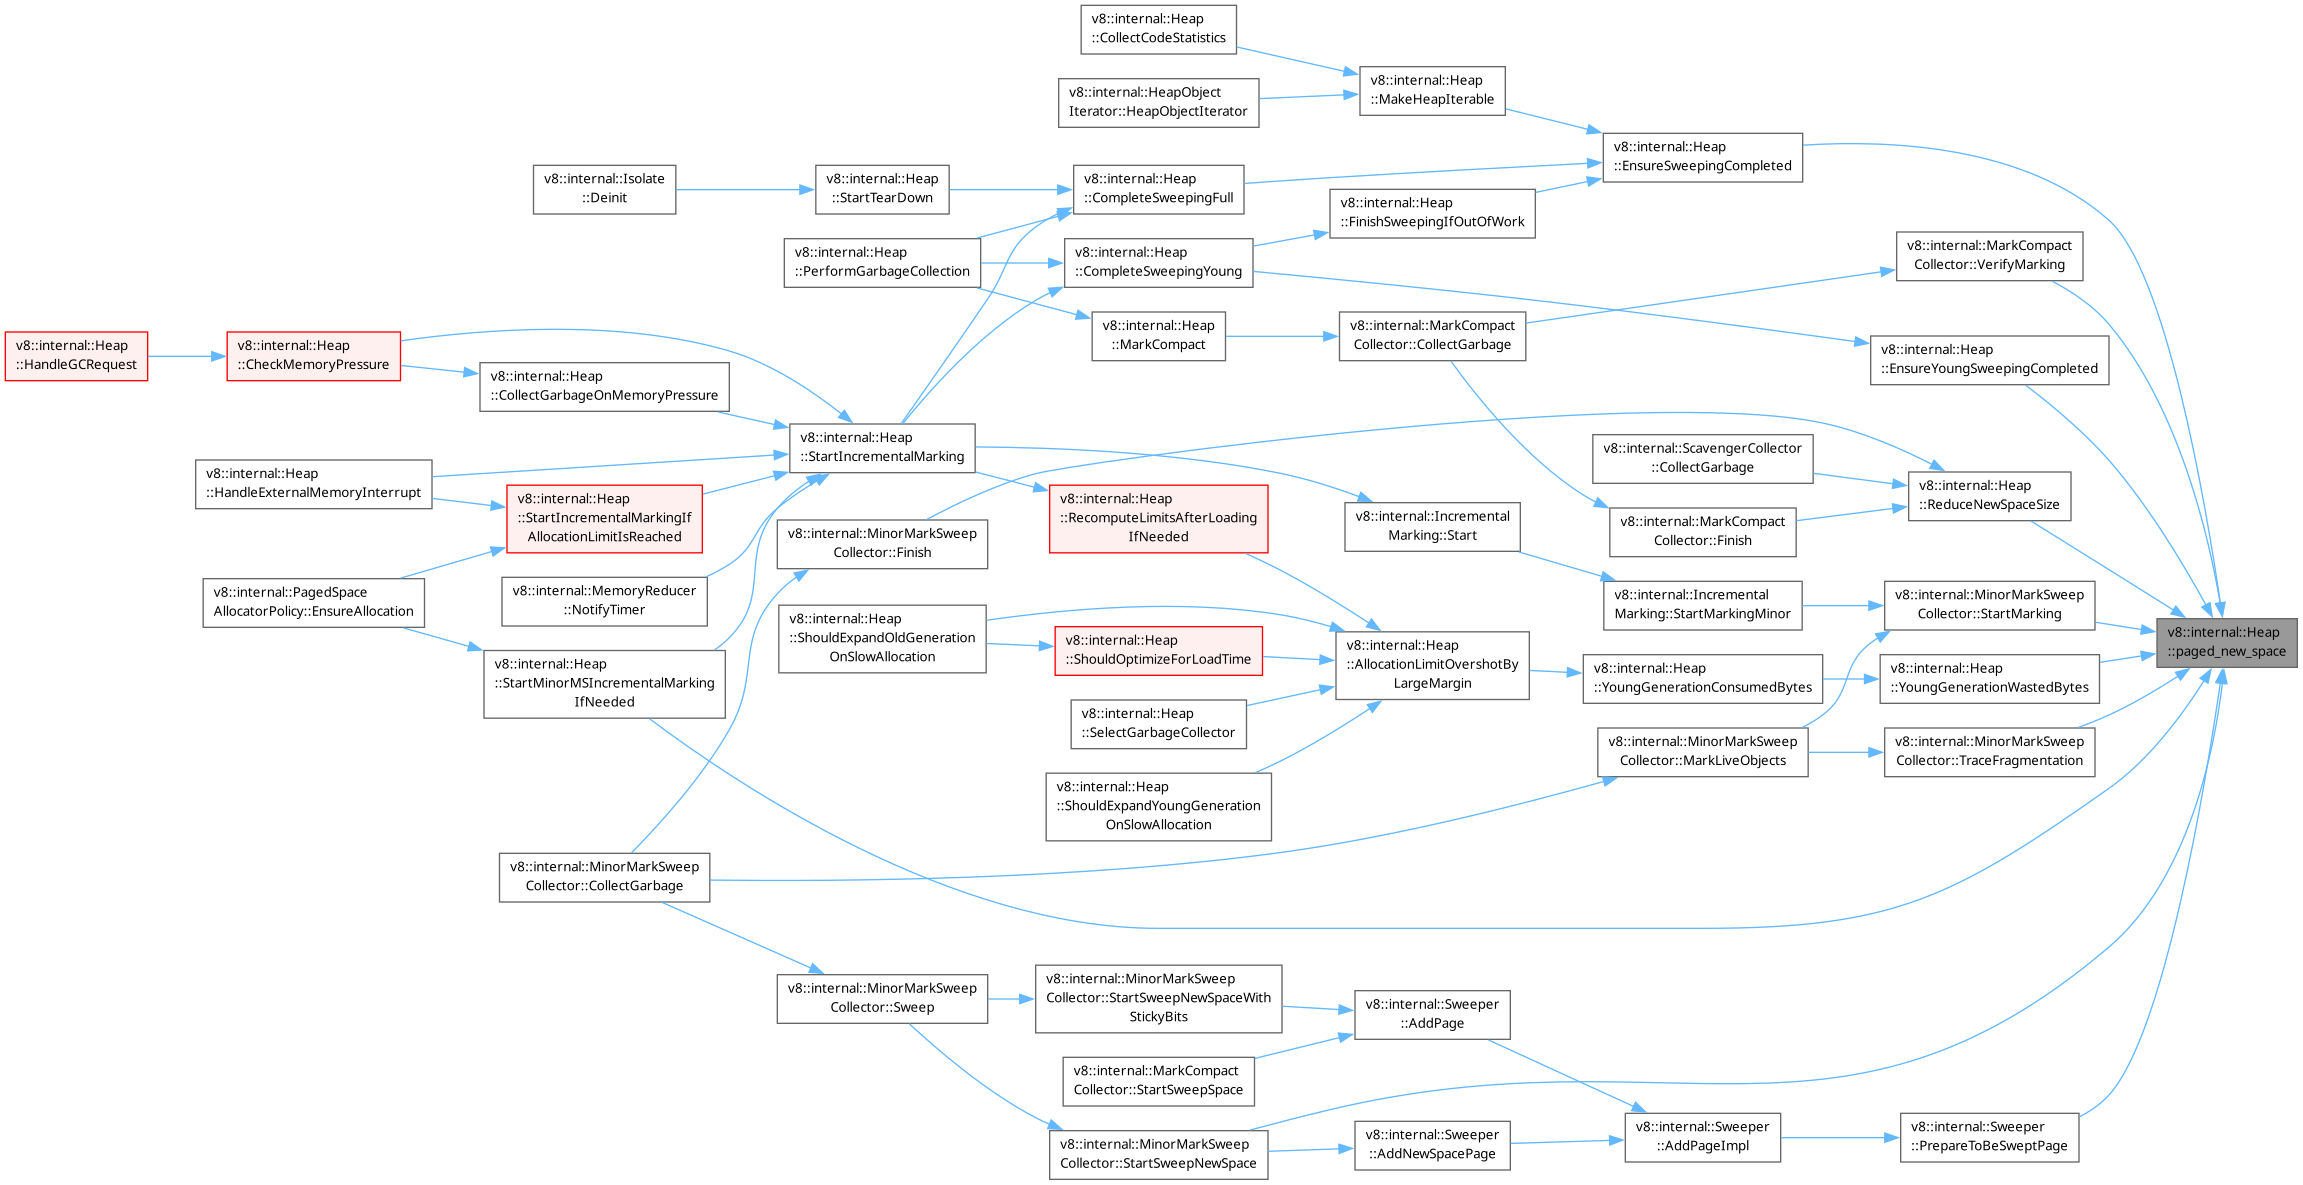 v8::internal::Heap
::CollectCodeStatistics
v8::internal::Heap
::MakeHeapIterable
v8::internal::HeapObject
Iterator::HeapObjectIterator
v8::internal::Heap
::EnsureSweepingCompleted
v8::internal::Isolate
::Deinit
v8::internal::Heap
::StartTearDown
v8::internal::Heap
::CompleteSweepingFull
v8::internal::Heap
::FinishSweepingIfOutOfWork
v8::internal::Heap
::PerformGarbageCollection
v8::internal::Heap
::CompleteSweepingYoung
v8::internal::MarkCompact
Collector::VerifyMarking
v8::internal::Heap
::HandleGCRequest
v8::internal::Heap
::CheckMemoryPressure
v8::internal::Heap
::MarkCompact
v8::internal::MarkCompact
Collector::CollectGarbage
v8::internal::Heap
::EnsureYoungSweepingCompleted
v8::internal::Heap
::CollectGarbageOnMemoryPressure
v8::internal::Heap
::StartIncrementalMarking
v8::internal::ScavengerCollector
::CollectGarbage
v8::internal::Heap
::HandleExternalMemoryInterrupt
v8::internal::Heap
::StartIncrementalMarkingIf
AllocationLimitIsReached
v8::internal::MinorMarkSweep
Collector::Finish
v8::internal::Heap
::RecomputeLimitsAfterLoading
IfNeeded
v8::internal::Incremental
Marking::Start
v8::internal::MarkCompact
Collector::Finish
v8::internal::Heap
::ReduceNewSpaceSize
v8::internal::PagedSpace
AllocatorPolicy::EnsureAllocation
v8::internal::MemoryReducer
::NotifyTimer
v8::internal::Heap
::ShouldExpandOldGeneration
OnSlowAllocation
v8::internal::Heap
::ShouldOptimizeForLoadTime
v8::internal::Heap
::AllocationLimitOvershotBy
LargeMargin
v8::internal::Incremental
Marking::StartMarkingMinor
v8::internal::MinorMarkSweep
Collector::StartMarking
v8::internal::Heap
::paged_new_space
v8::internal::Heap
::StartMinorMSIncrementalMarking
IfNeeded
v8::internal::Heap
::YoungGenerationConsumedBytes
v8::internal::Heap
::YoungGenerationWastedBytes
v8::internal::Heap
::SelectGarbageCollector
v8::internal::MinorMarkSweep
Collector::MarkLiveObjects
v8::internal::MinorMarkSweep
Collector::TraceFragmentation
v8::internal::Heap
::ShouldExpandYoungGeneration
OnSlowAllocation
v8::internal::MinorMarkSweep
Collector::CollectGarbage
v8::internal::MinorMarkSweep
Collector::Sweep
v8::internal::MinorMarkSweep
Collector::StartSweepNewSpaceWith
StickyBits
v8::internal::Sweeper
::AddPage
v8::internal::MarkCompact
Collector::StartSweepSpace
v8::internal::MinorMarkSweep
Collector::StartSweepNewSpace
v8::internal::Sweeper
::AddNewSpacePage
v8::internal::Sweeper
::AddPageImpl
v8::internal::Sweeper
::PrepareToBeSweptPage